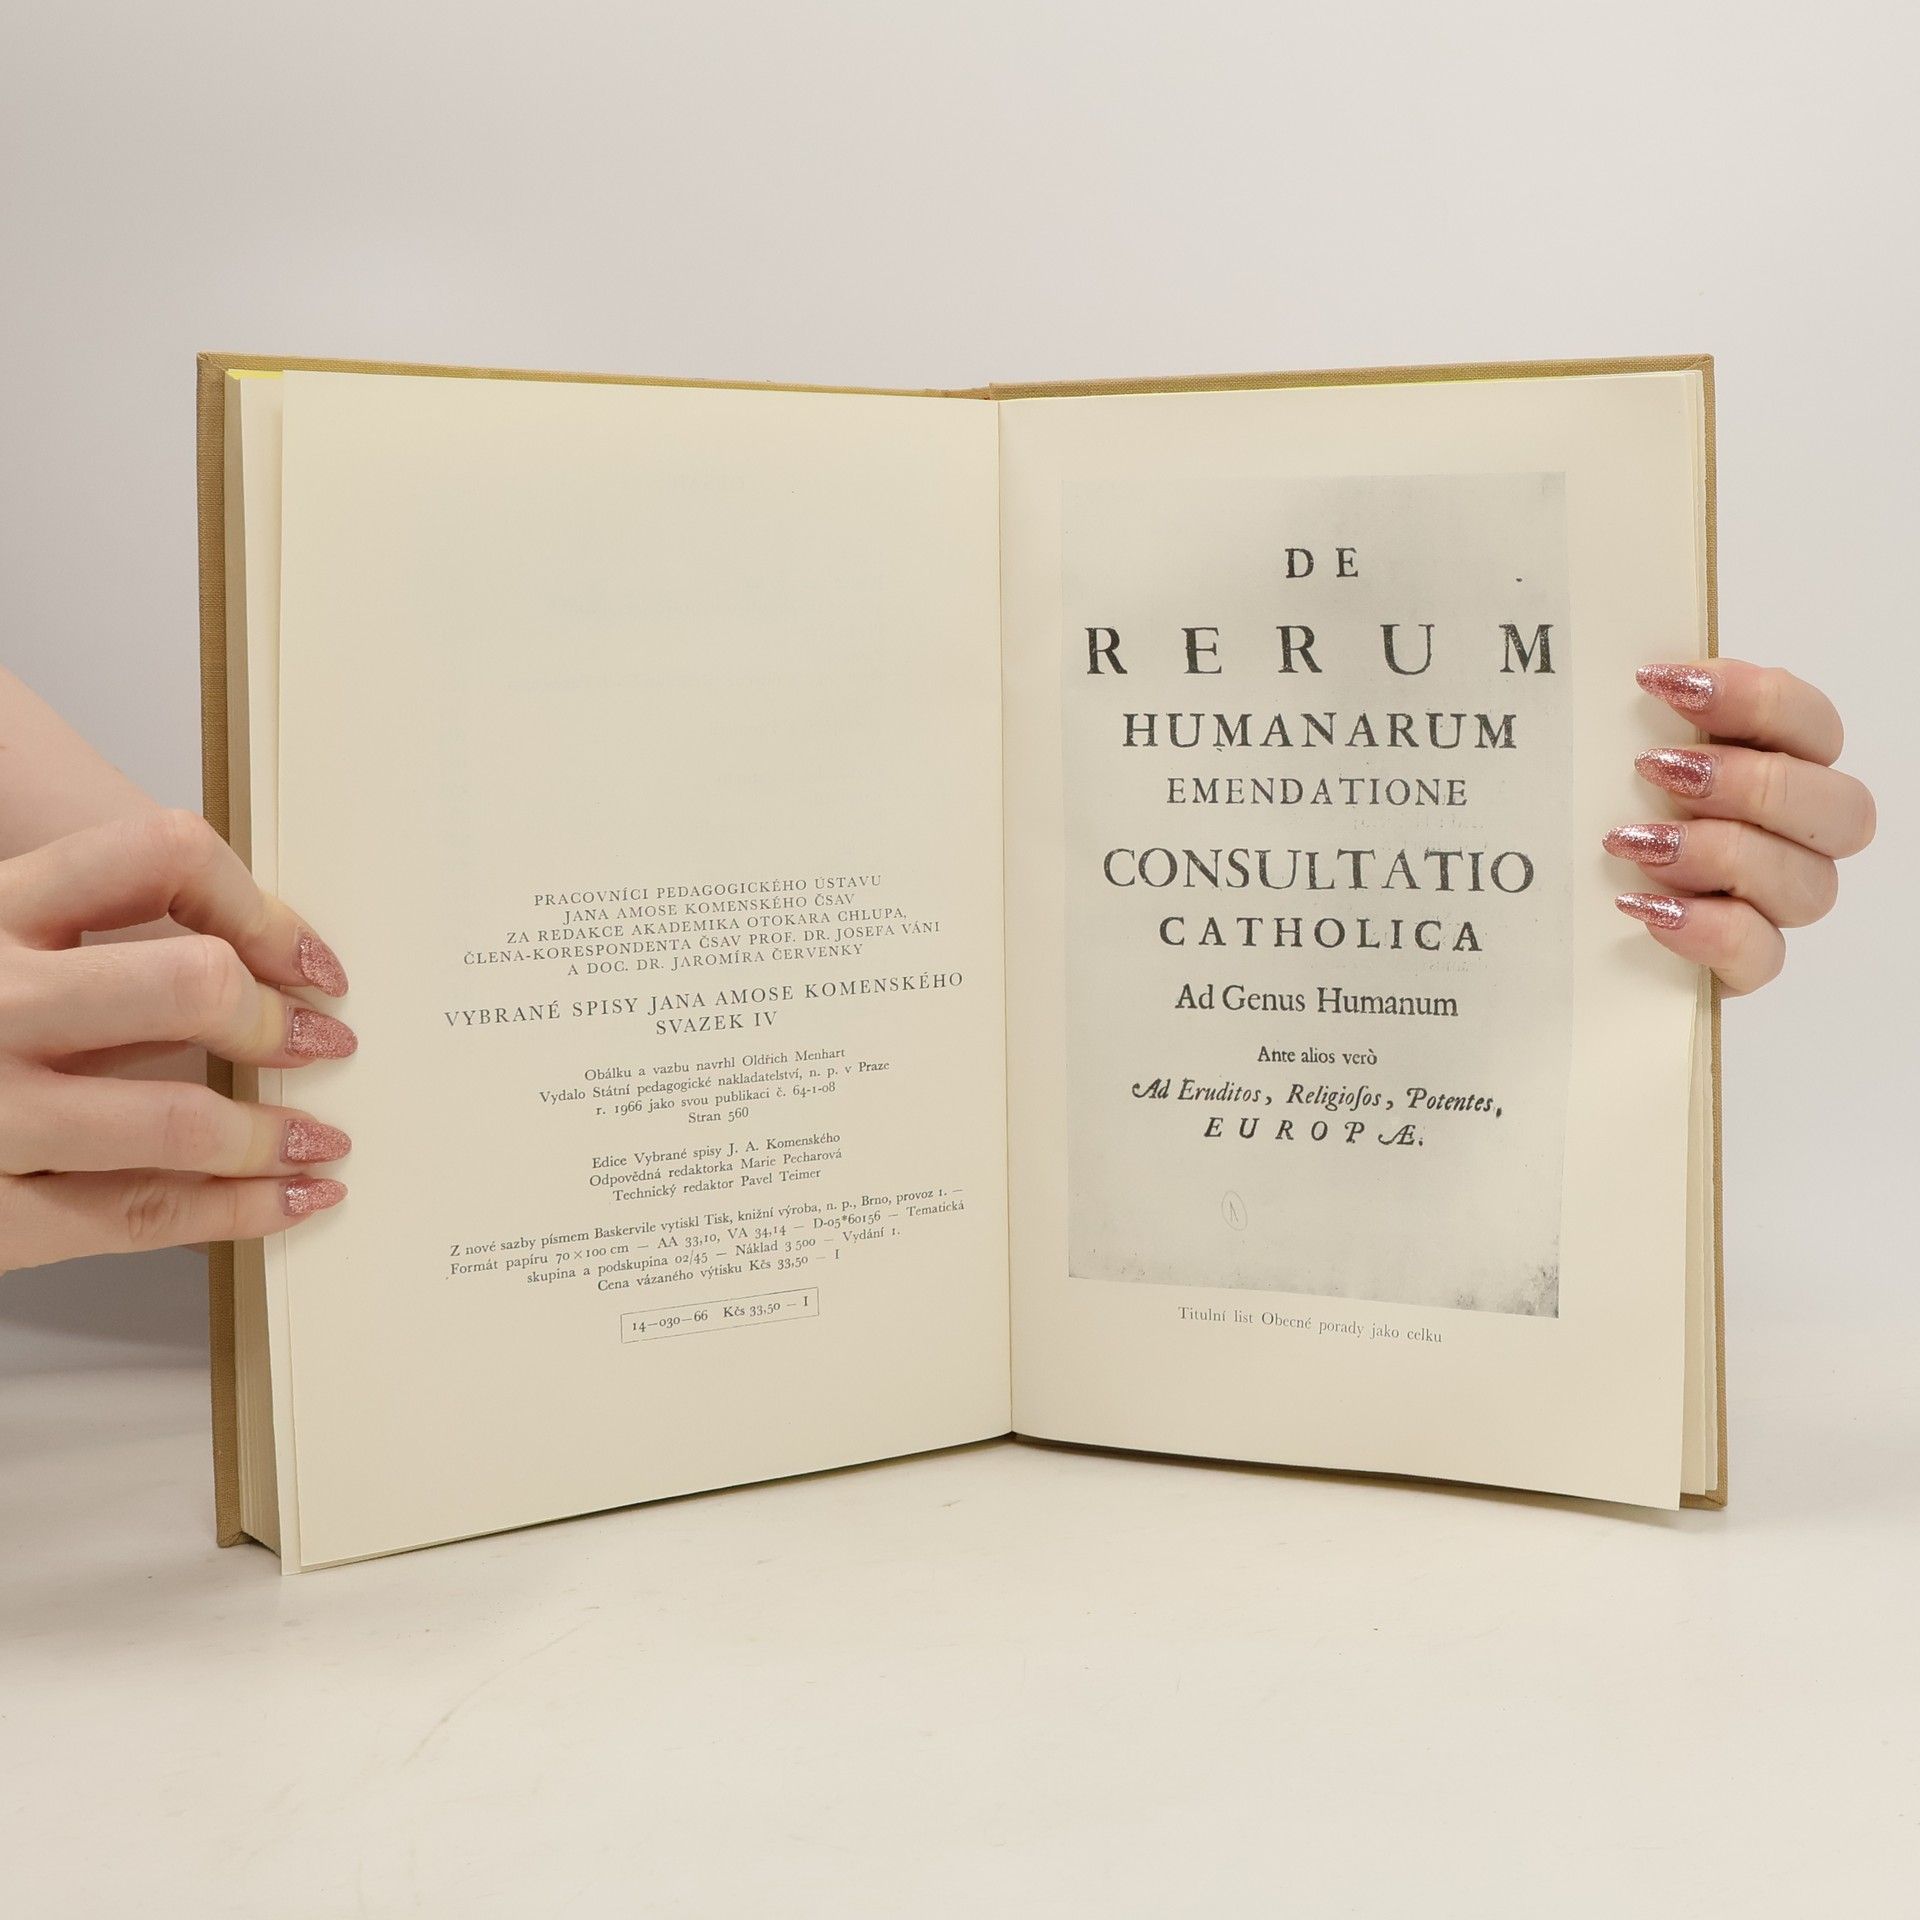 PRACOVNÍCI PEDAGOGICKÉHO ÚSTAVU
JANA AMOSE KOMENSKÉHO ČSAV
ZA REDAKCE AKADEMIKA OTOKARA CHLUPA,
ČLENA-KORESPONDENTA ČSAV PROF. DR. JOSEFA VÁNI
A DOC. DR. JAROMÍRA ČERVENKY
VYBRANÉ SPISY JANA AMOSE KOMENSKÉHO
SVAZEK IV
Obálku a vazbu navrhl Oldřich Menhart
Vydalo Státní pedagogické nakladatelství, n. p. v Praze
r. 1966 jako svou publikaci č. 64-1-08
Stran 560
Edice Vybrané spisy J. A. Komenského
Odpovědná redaktorka Marie Pecharová
Technický redaktor Pavel Teimer
Z nové sazby písmem Baskervile vytiskl Tisk, knižní výroba, n. p., Brno, provoz 1. —
Formát papíru 70 × 100 cm — AA 33,10, VA 34,14 — D-05*60156 — Tematická
skupina a podskupina 02/45 — Náklad 3 500 — Vydání 1.
Cena vázaného výtisku Kčs 33,50 — I
14—030—66 Kčs 33,50 — I
DE
RERUM
HUMANARUM
EMENDATIONE
CONSULTATIO
CATHOLICA
Ad Genus Humanum
Ante alios verò
Ad Eruditos, Religioſos, Potentes,
EUROPÆ.
Titulní list Obecné porady jako celku